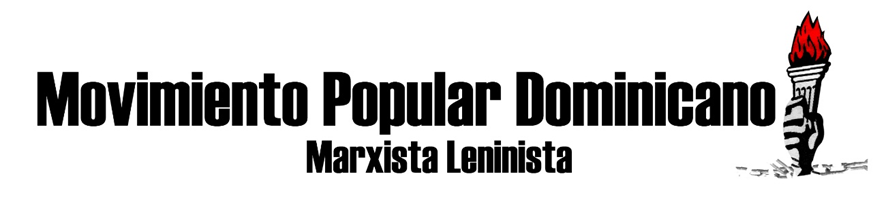 Movimiento Popular Dominicano
Marxista Leninista